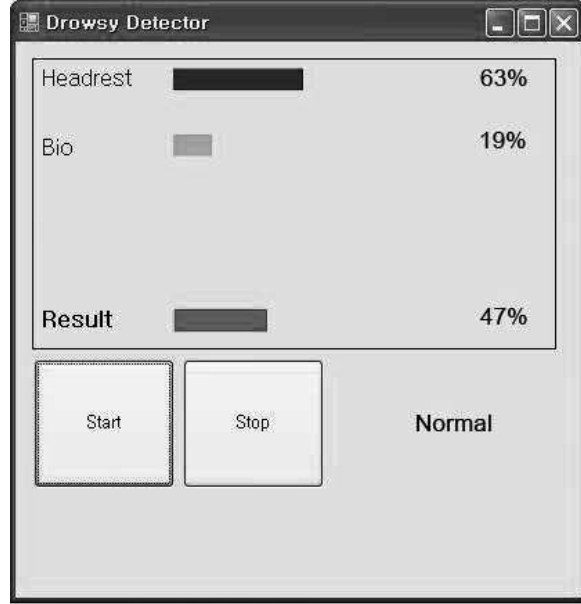 Drowsy Detector
Headrest 63%
Bio 19%
Result 47%
Start Stop Normal